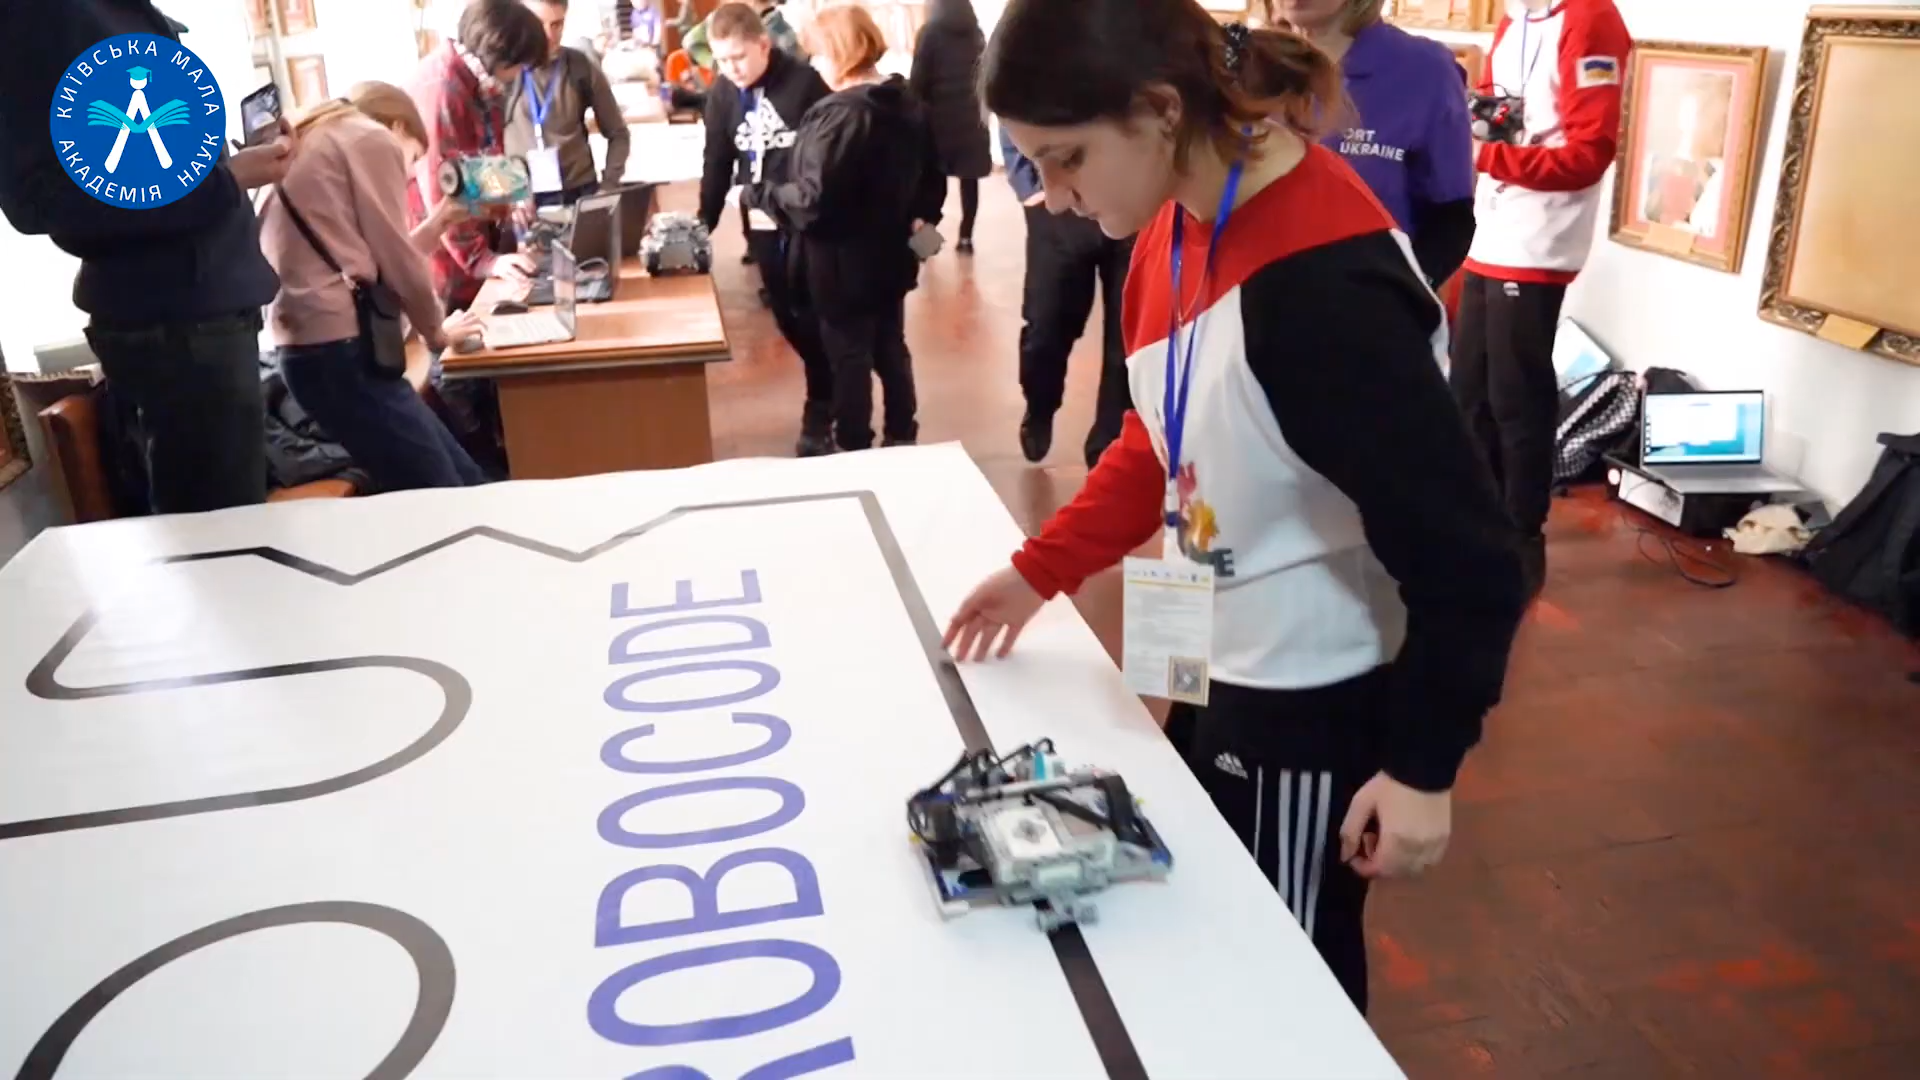 КИЇВСЬКА МАЛА
АКАДЕМІЯ НАУК
adidas
ORT
UKRAINE
ROBOCODE